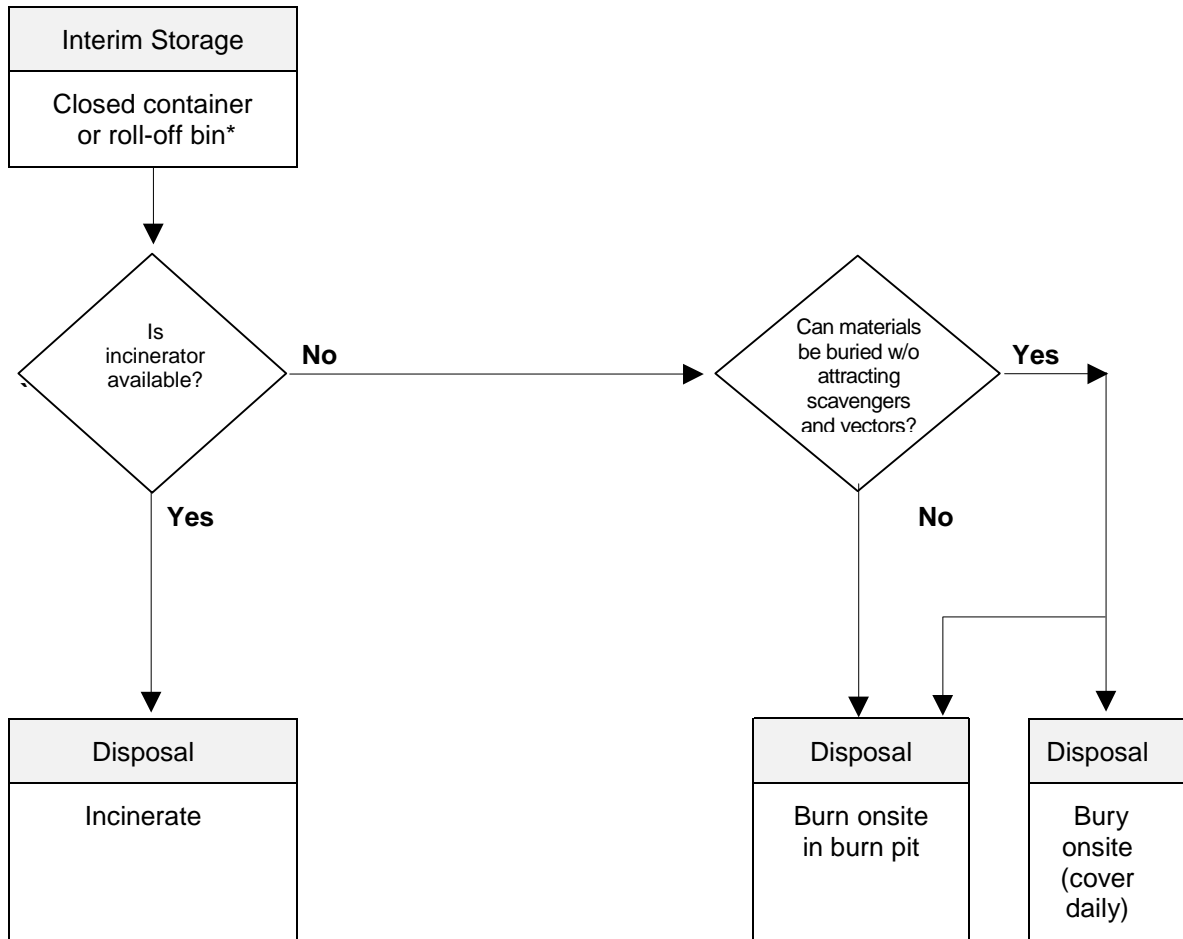 Interim Storage
Closed container
or roll-off bin*
Is
incinerator
available?
No
Can materials
be buried w/o
attracting
scavengers
and vectors?
Yes
`
Yes
No
Disposal
Incinerate
Disposal
Burn onsite
in burn pit
Disposal
Bury
onsite
(cover
daily)